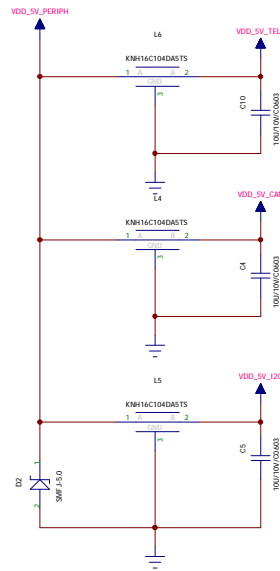 VDD_5V_PERIPH
L6
VDD_5V_TEL
KNH16C104DA5TS
1 A B 2
GND
3
C10
10U/10V/C0603
VDD_5V_CAN
L4
KNH16C104DA5TS
1 A B 2
GND
3
C4
10U/10V/C0603
L5
VDD_5V_I2C
KNH16C104DA5TS
1 A B 2
GND
3
C5
10U/10V/C0603
D2
1
2
SMFJ-5.0